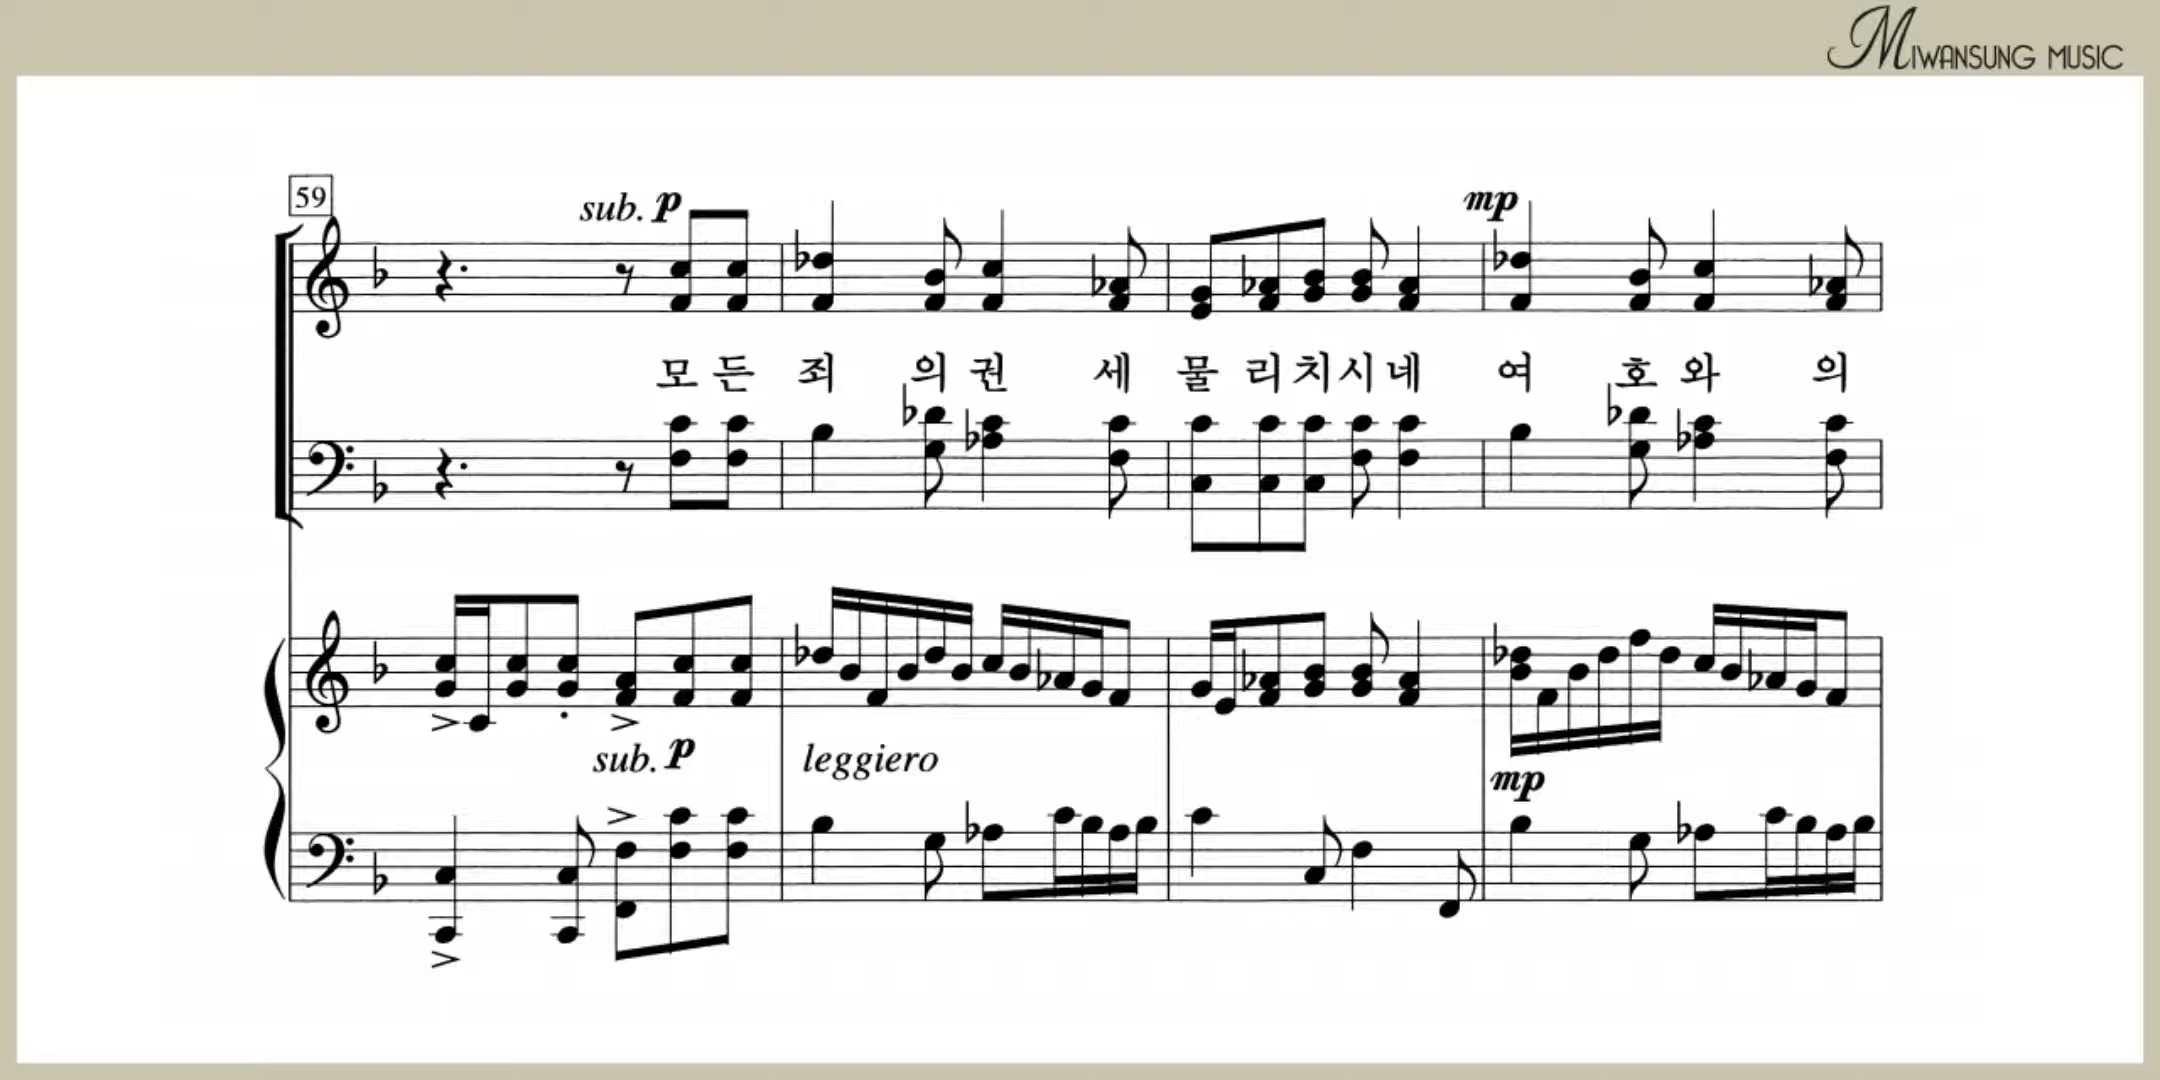 MIWANSUNG MUSIC
59
sub. p
mp
모든 죄 의 권 세 물 리 치 시 네 여 호 와 의
sub. p
leggiero
mp